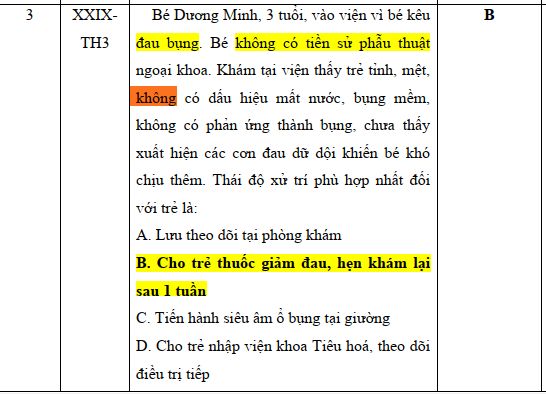 3
XXIX-
TH3
Bé Dương Minh, 3 tuổi, vào viện vì bé kêu
đau bụng. Bé không có tiền sử phẫu thuật
ngoại khoa. Khám tại viện thấy trẻ tỉnh, mệt,
không có dấu hiệu mất nước, bụng mềm,
không có phản ứng thành bụng, chưa thấy
xuất hiện các cơn đau dữ dội khiến bé khó
chịu thêm. Thái độ xử trí phù hợp nhất đối
với trẻ là:
A. Lưu theo dõi tại phòng khám
B. Cho trẻ thuốc giảm đau, hẹn khám lại
sau 1 tuần
C. Tiến hành siêu âm ổ bụng tại giường
D. Cho trẻ nhập viện khoa Tiêu hoá, theo dõi
điều trị tiếp
B